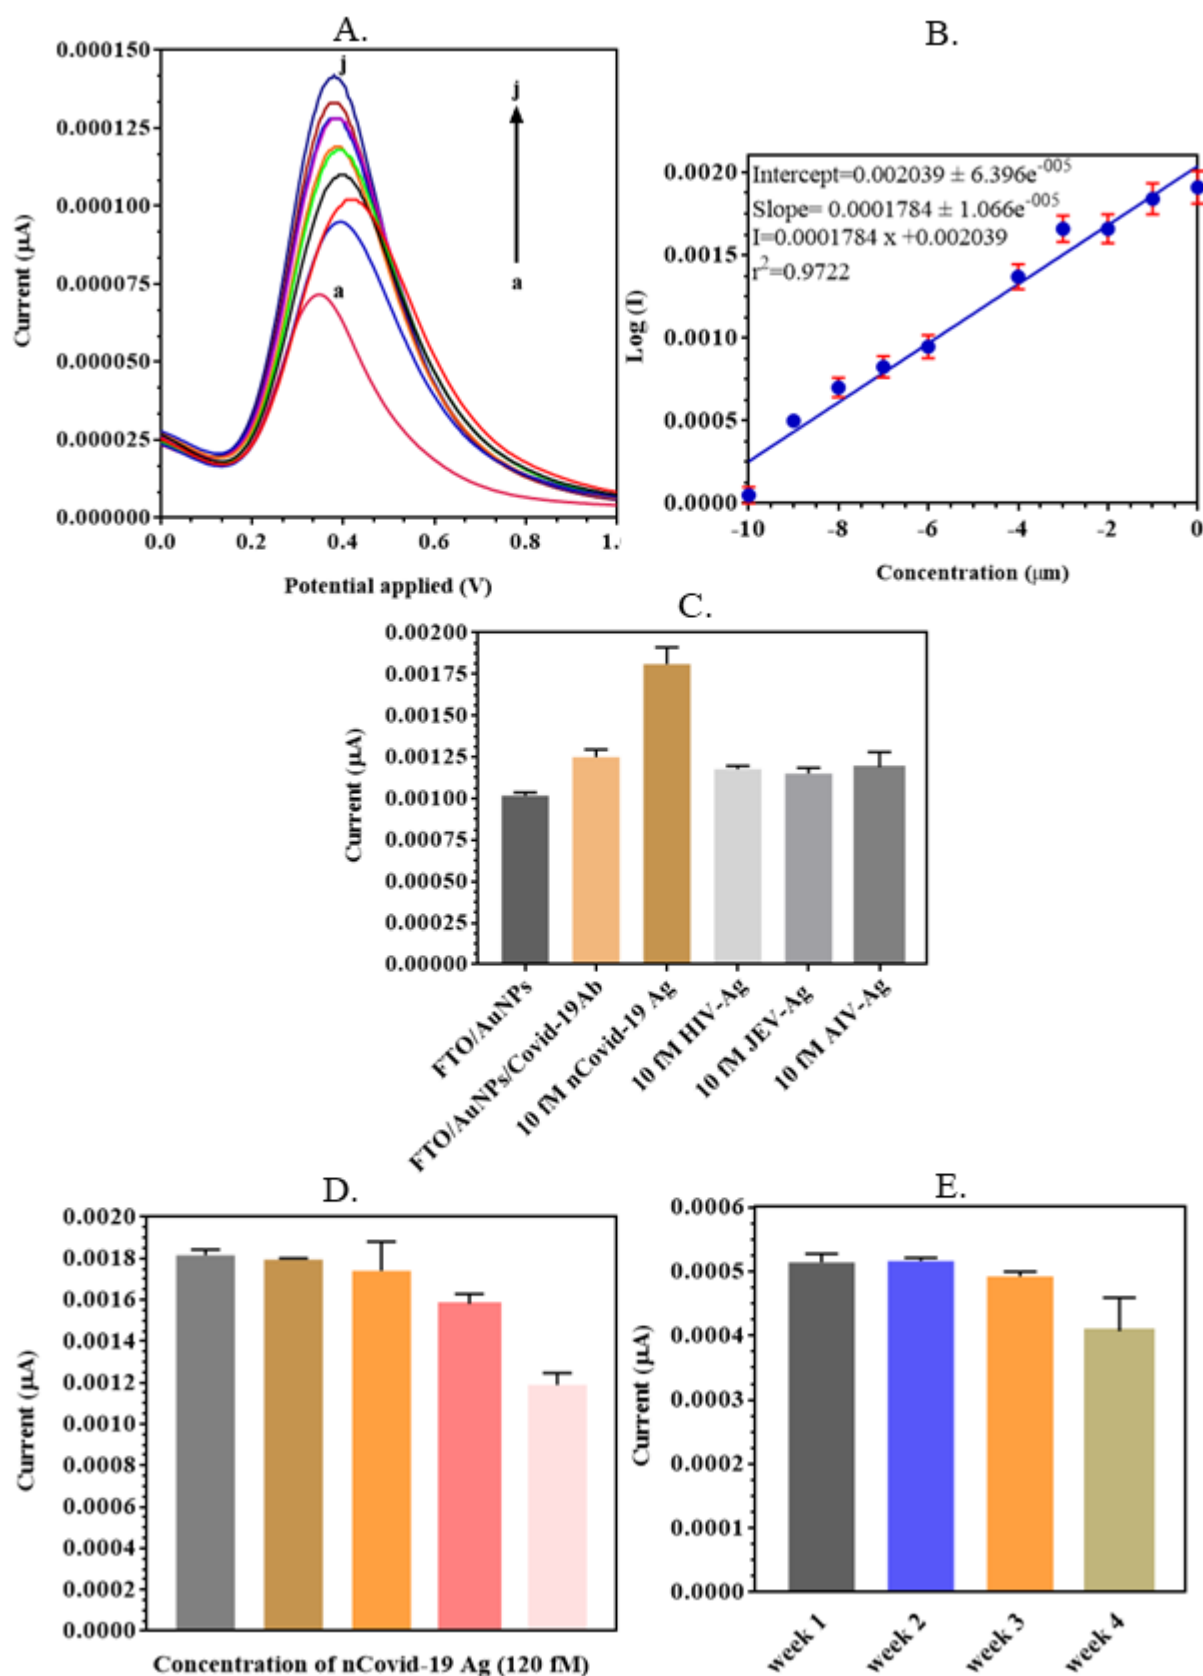 A.
0.000150
0.000125
0.000100
0.000075
0.000050
0.000025
0.000000
Current (µA)
j
a
j
a
0.0
0.2
0.4
0.6
0.8
1.
Potential applied (V)
B.
0.0020
0.0015
0.0010
0.0005
0.0000
Log (I)
Intercept=0.002039 ± 6.396e^-005
Slope= 0.0001784 ± 1.066e^-005
I=0.0001784 x +0.002039
r²=0.9722
-10
-8
-6
-4
-2
0
Concentration (µm)
C.
0.00200
0.00175
0.00150
0.00125
0.00100
0.00075
0.00050
0.00025
0.00000
Current (µA)
FTO/AuNPs
FTO/AuNPs/Covid-19Ab
10 fM nCovid-19 Ag
10 fM HIV-Ag
10 fM JEV-Ag
10 fM AIV-Ag
D.
0.0020
0.0018
0.0016
0.0014
0.0012
0.0010
0.0008
0.0006
0.0004
0.0002
0.0000
Current (µA)
Concentration of nCovid-19 Ag (120 fM)
E.
0.0006
0.0005
0.0004
0.0003
0.0002
0.0001
0.0000
Current (µA)
week 1
week 2
week 3
week 4